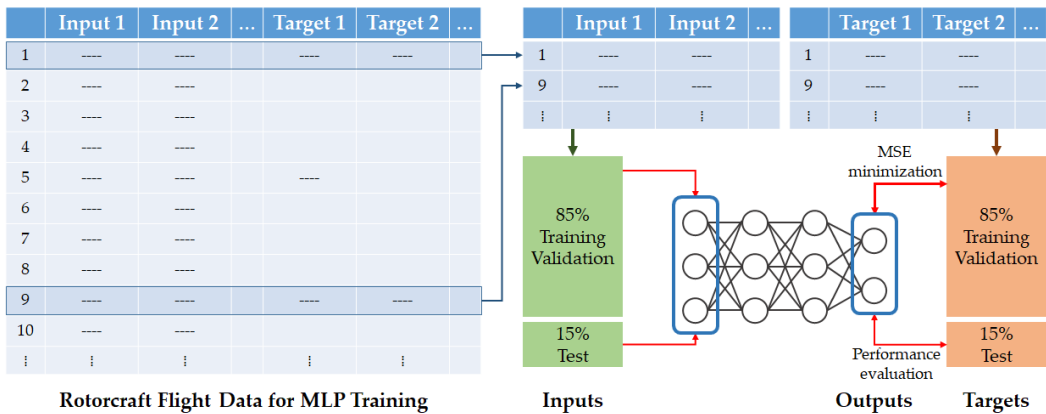 Input 1 Input 2 ... Target 1 Target 2 ...
1 ---- ---- ---- ----
2 ---- ----
3 ---- ----
4 ---- ----
5 ---- ---- ----
6 ---- ----
7 ---- ----
8 ---- ----
9 ---- ---- ---- ----
10 ---- ----
⁞ ⁞ ⁞ ⁞ ⁞
Rotorcraft Flight Data for MLP Training
Input 1 Input 2 ...
1 ---- ----
9 ---- ----
⁞ ⁞ ⁞
Target 1 Target 2 ...
1 ---- ----
9 ---- ----
⁞ ⁞ ⁞
85%
Training
Validation
15%
Test
MSE
minimization
Performance
evaluation
85%
Training
Validation
15%
Test
Inputs
Outputs
Targets